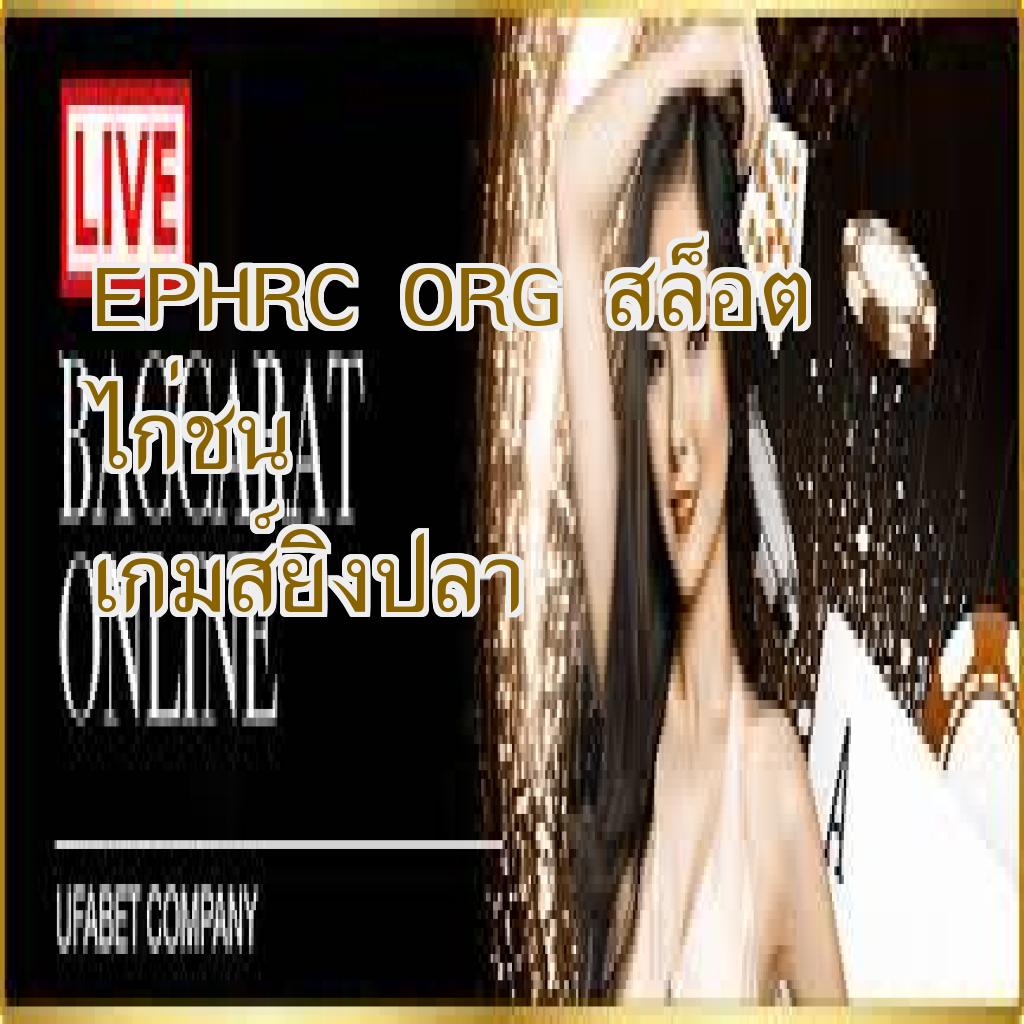 LIVE
EPHRC ORG สล็อต
BACCARAT
ไก่ชน
ONLINE
เกมส์ยิงปลา
UFABET COMPANY
A